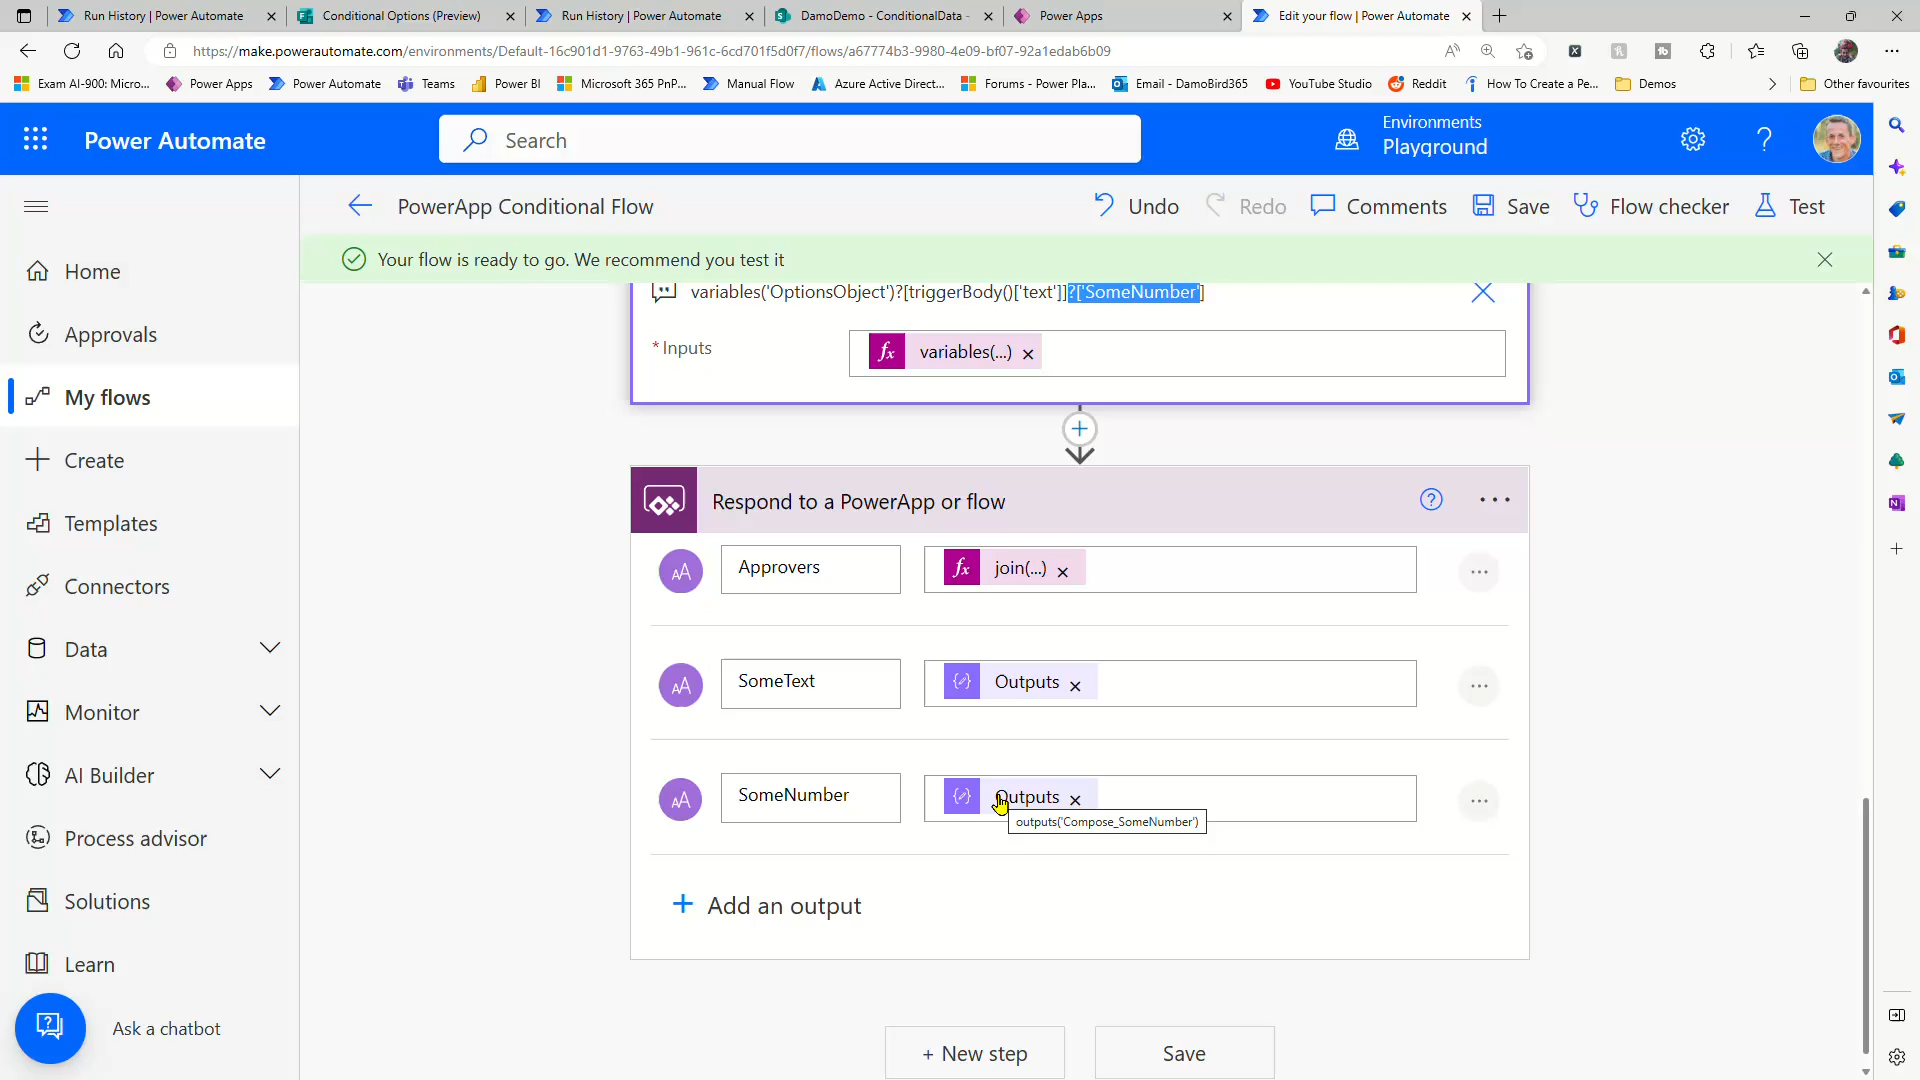 Run History | Power Automate
Conditional Options (Preview)
Run History | Power Automate
DamoDemo - ConditionalData -
Power Apps
Edit your flow | Power Automate
https://make.powerautomate.com/environments/Default-16c901d1-9763-49b1-961c-6cd701f5d0f7/flows/a67774b3-9980-4e09-bf07-92a1edab6b09
Exam AI-900: Micro...
Power Apps
Power Automate
Teams
Power BI
Microsoft 365 PnP...
Manual Flow
Azure Active Direct...
Forums - Power Pla...
Email - DamoBird365
YouTube Studio
Reddit
How To Create a Pe...
Demos
Other favourites
Power Automate
Search
Environments
Playground
PowerApp Conditional Flow
Undo
Redo
Comments
Save
Flow checker
Test
Your flow is ready to go. We recommend you test it
Home
Approvals
My flows
Create
Templates
Connectors
Data
Monitor
AI Builder
Process advisor
Solutions
Learn
Ask a chatbot
variables('OptionsObject')?[triggerBody()['text']]?['SomeNumber']
* Inputs
fx variables(...) ×
Respond to a PowerApp or flow
Approvers
fx join(...) ×
SomeText
Outputs ×
SomeNumber
Outputs ×
outputs('Compose_SomeNumber')
+ Add an output
+ New step
Save